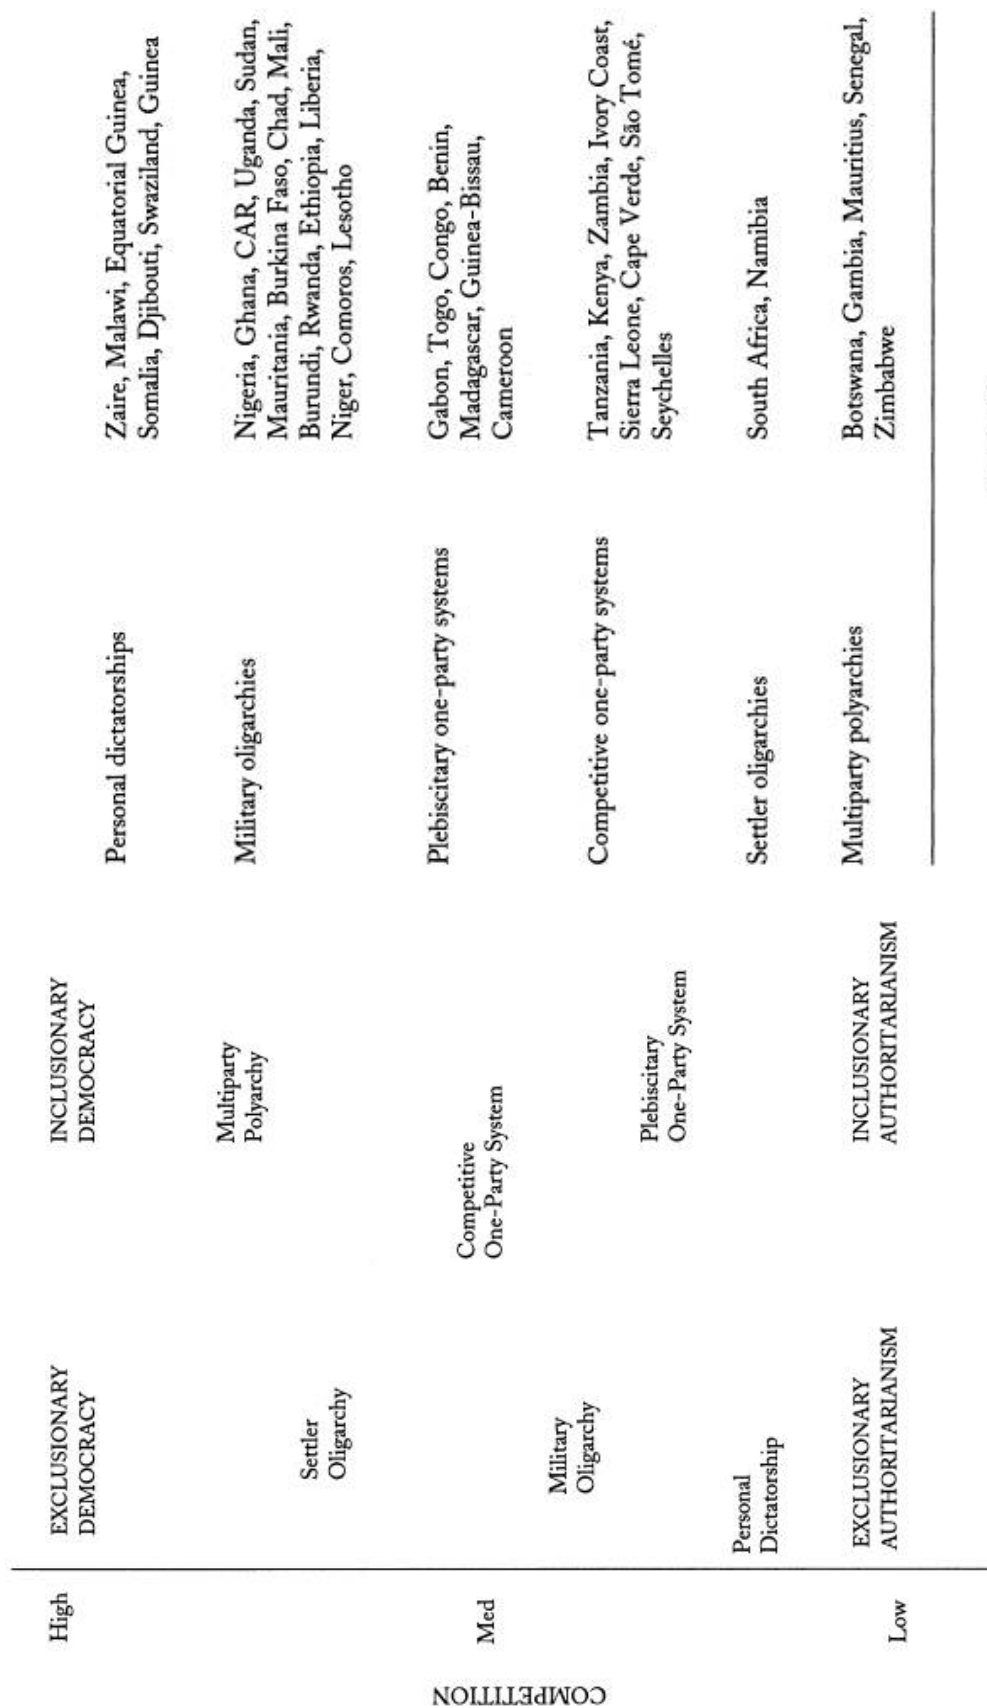 COMPETITION
High
Med
Low
EXCLUSIONARY
DEMOCRACY
INCLUSIONARY
DEMOCRACY
Multiparty
Polyarchy
Settler
Oligarchy
Competitive
One-Party System
Military
Oligarchy
Plebiscitary
One-Party System
Personal
Dictatorship
EXCLUSIONARY
AUTHORITARIANISM
INCLUSIONARY
AUTHORITARIANISM
Personal dictatorships
Zaire, Malawi, Equatorial Guinea,
Somalia, Djibouti, Swaziland, Guinea
Military oligarchies
Nigeria, Ghana, CAR, Uganda, Sudan,
Mauritania, Burkina Faso, Chad, Mali,
Burundi, Rwanda, Ethiopia, Liberia,
Niger, Comoros, Lesotho
Plebiscitary one-party systems
Gabon, Togo, Congo, Benin,
Madagascar, Guinea-Bissau,
Cameroon
Competitive one-party systems
Tanzania, Kenya, Zambia, Ivory Coast,
Sierra Leone, Cape Verde, São Tomé,
Seychelles
Settler oligarchies
South Africa, Namibia
Multiparty polyarchies
Botswana, Gambia, Mauritius, Senegal,
Zimbabwe